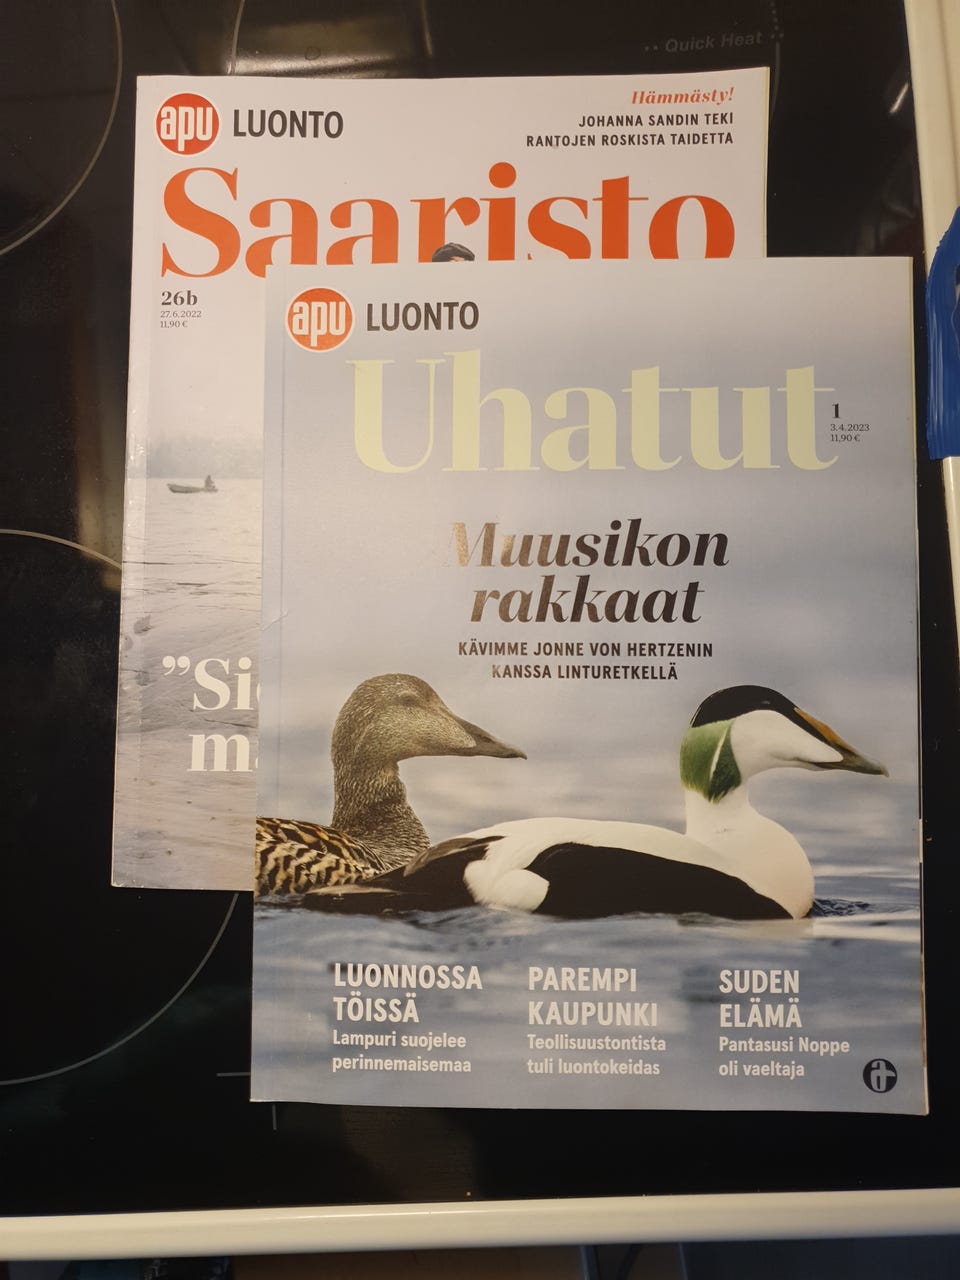 Quick Heat
apu LUONTO
Hämmästy!
JOHANNA SANDIN TEKI
RANTOJEN ROSKISTA TAIDETTA
Saaristo
26b
27.6.2022
11,90 €
"Si
m
apu LUONTO
Uhatut
1
3.4.2023
11,90 €
Muusikon
rakkaat
KÄVIMME JONNE VON HERTZENIN
KANSSA LINTURETKELLÄ
LUONNOSSA
TÖISSÄ
Lampuri suojelee
perinnemaisemaa
PAREMPI
KAUPUNKI
Teollisuustontista
tuli luontokeidas
SUDEN
ELÄMÄ
Pantasusi Noppe
oli vaeltaja